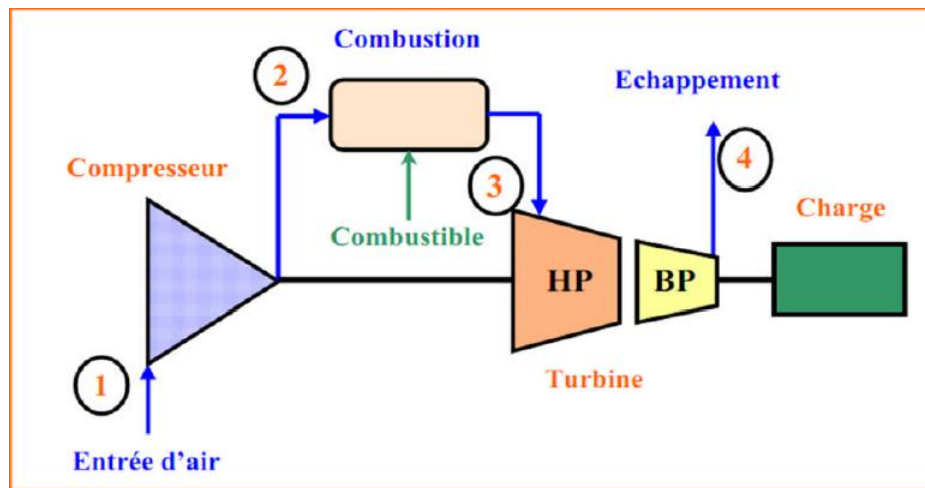 Combustion
2
Echappement
Compresseur
4
3
Charge
Combustible
HP
BP
1
Turbine
Entrée d'air